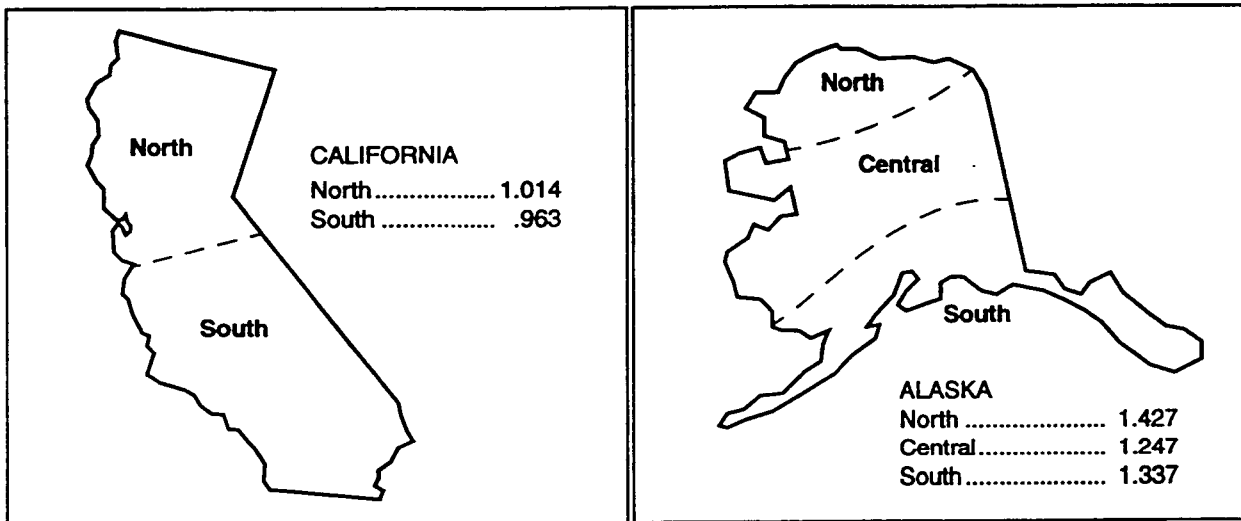 North
South
CALIFORNIA
North.................. 1.014
South ................. .963
North
Central
South
ALASKA
North ..................... 1.427
Central................... 1.247
South..................... 1.337